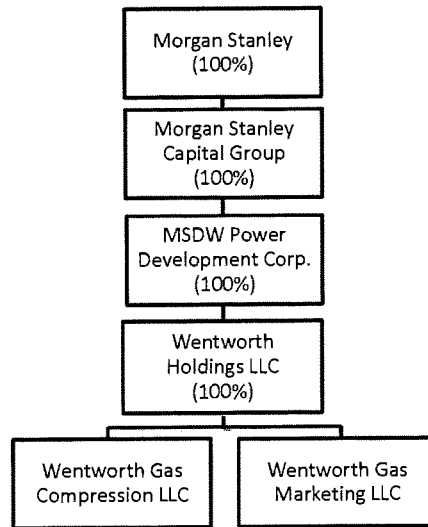 Morgan Stanley
(100%)
Morgan Stanley
Capital Group
(100%)
MSDW Power
Development Corp.
(100%)
Wentworth
Holdings LLC
(100%)
Wentworth Gas
Compression LLC
Wentworth Gas
Marketing LLC